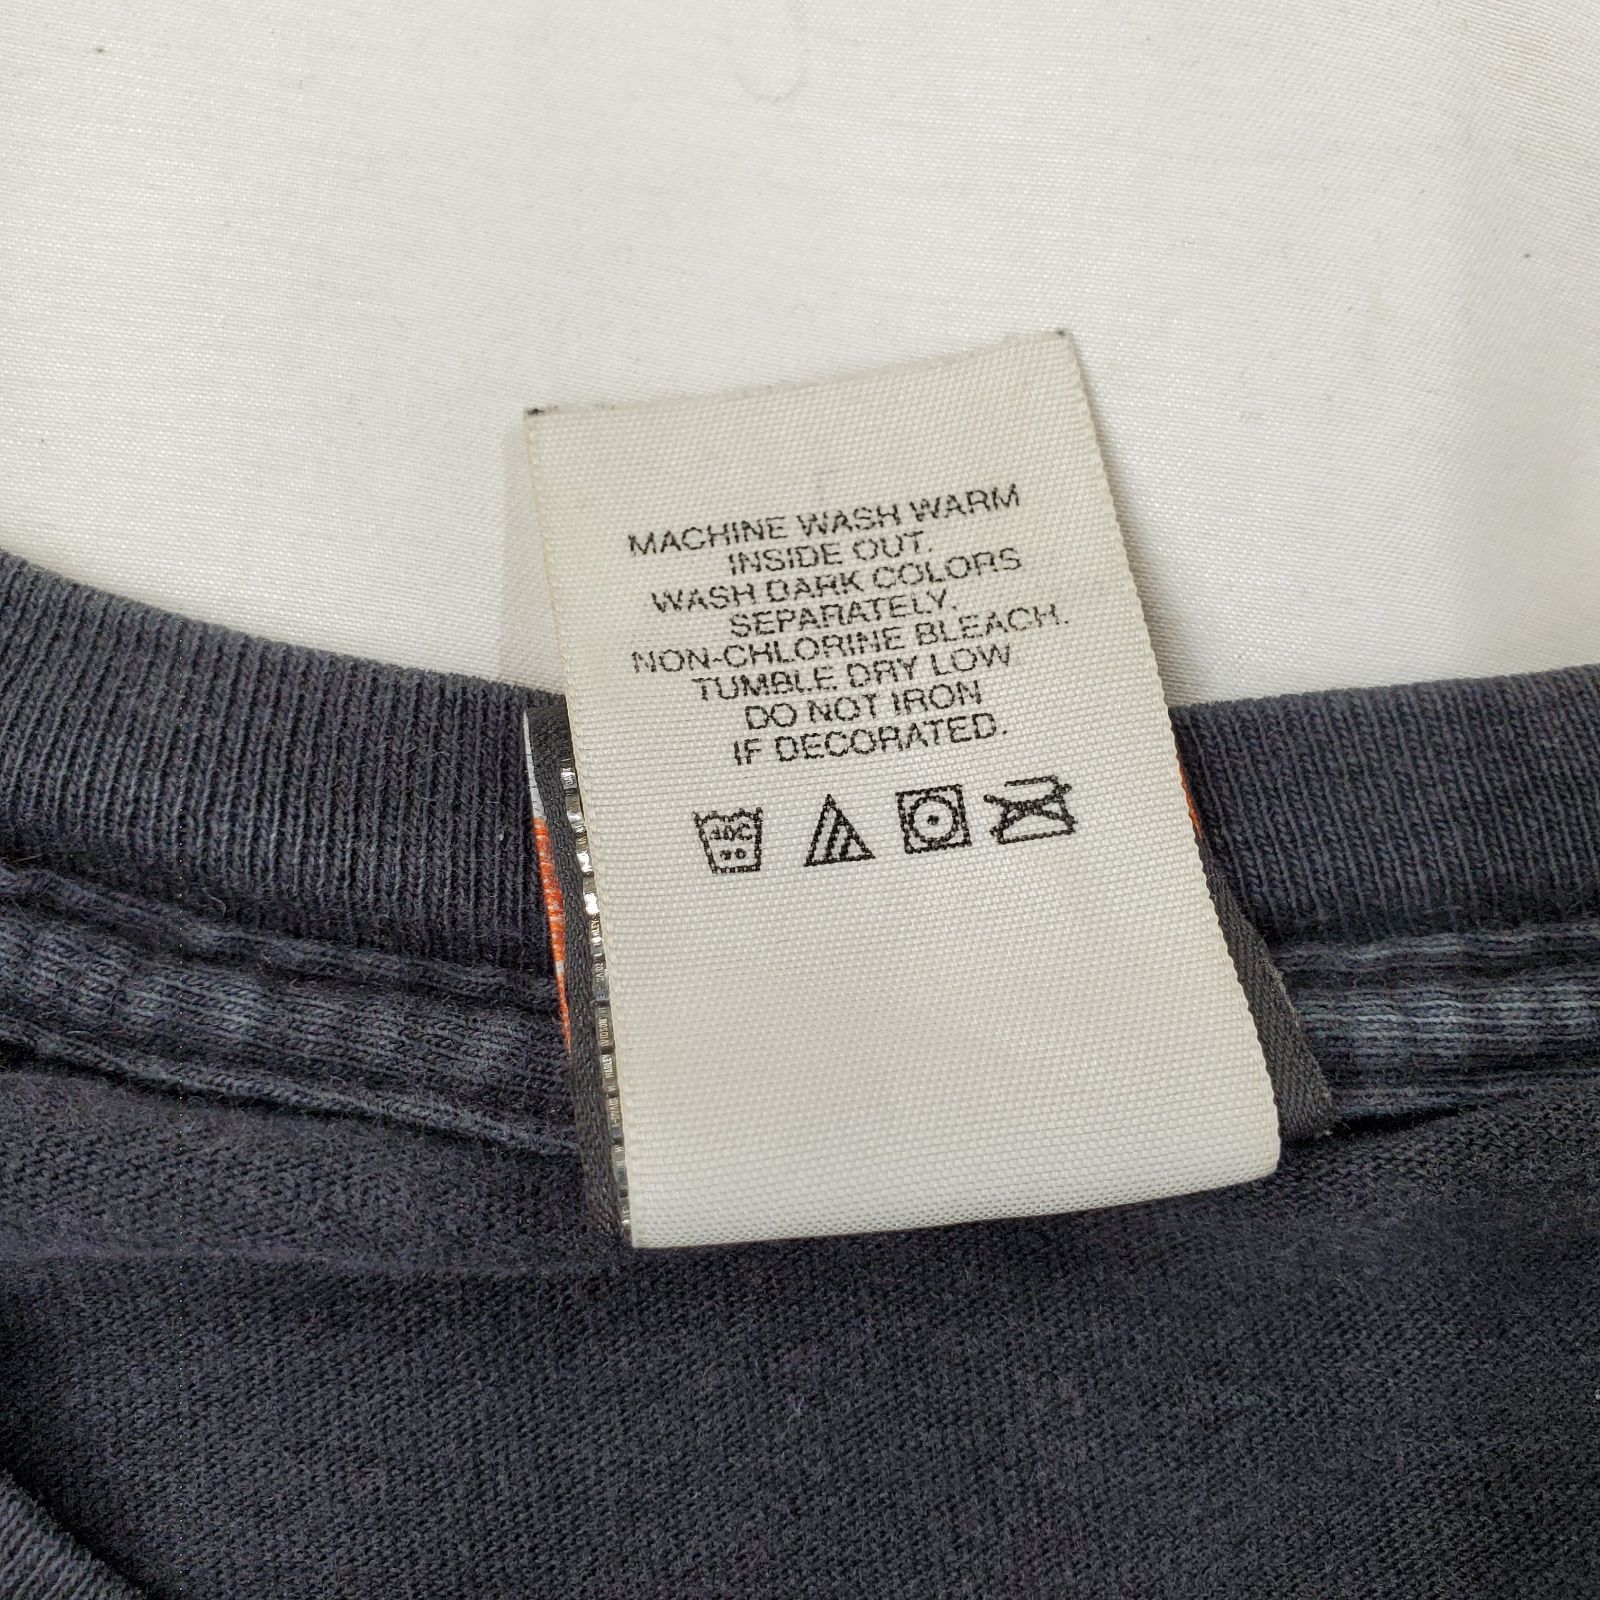 MACHINE WASH WARM
INSIDE OUT.
WASH DARK COLORS
SEPARATELY.
NON-CHLORINE BLEACH.
TUMBLE DRY LOW
DO NOT IRON
IF DECORATED.